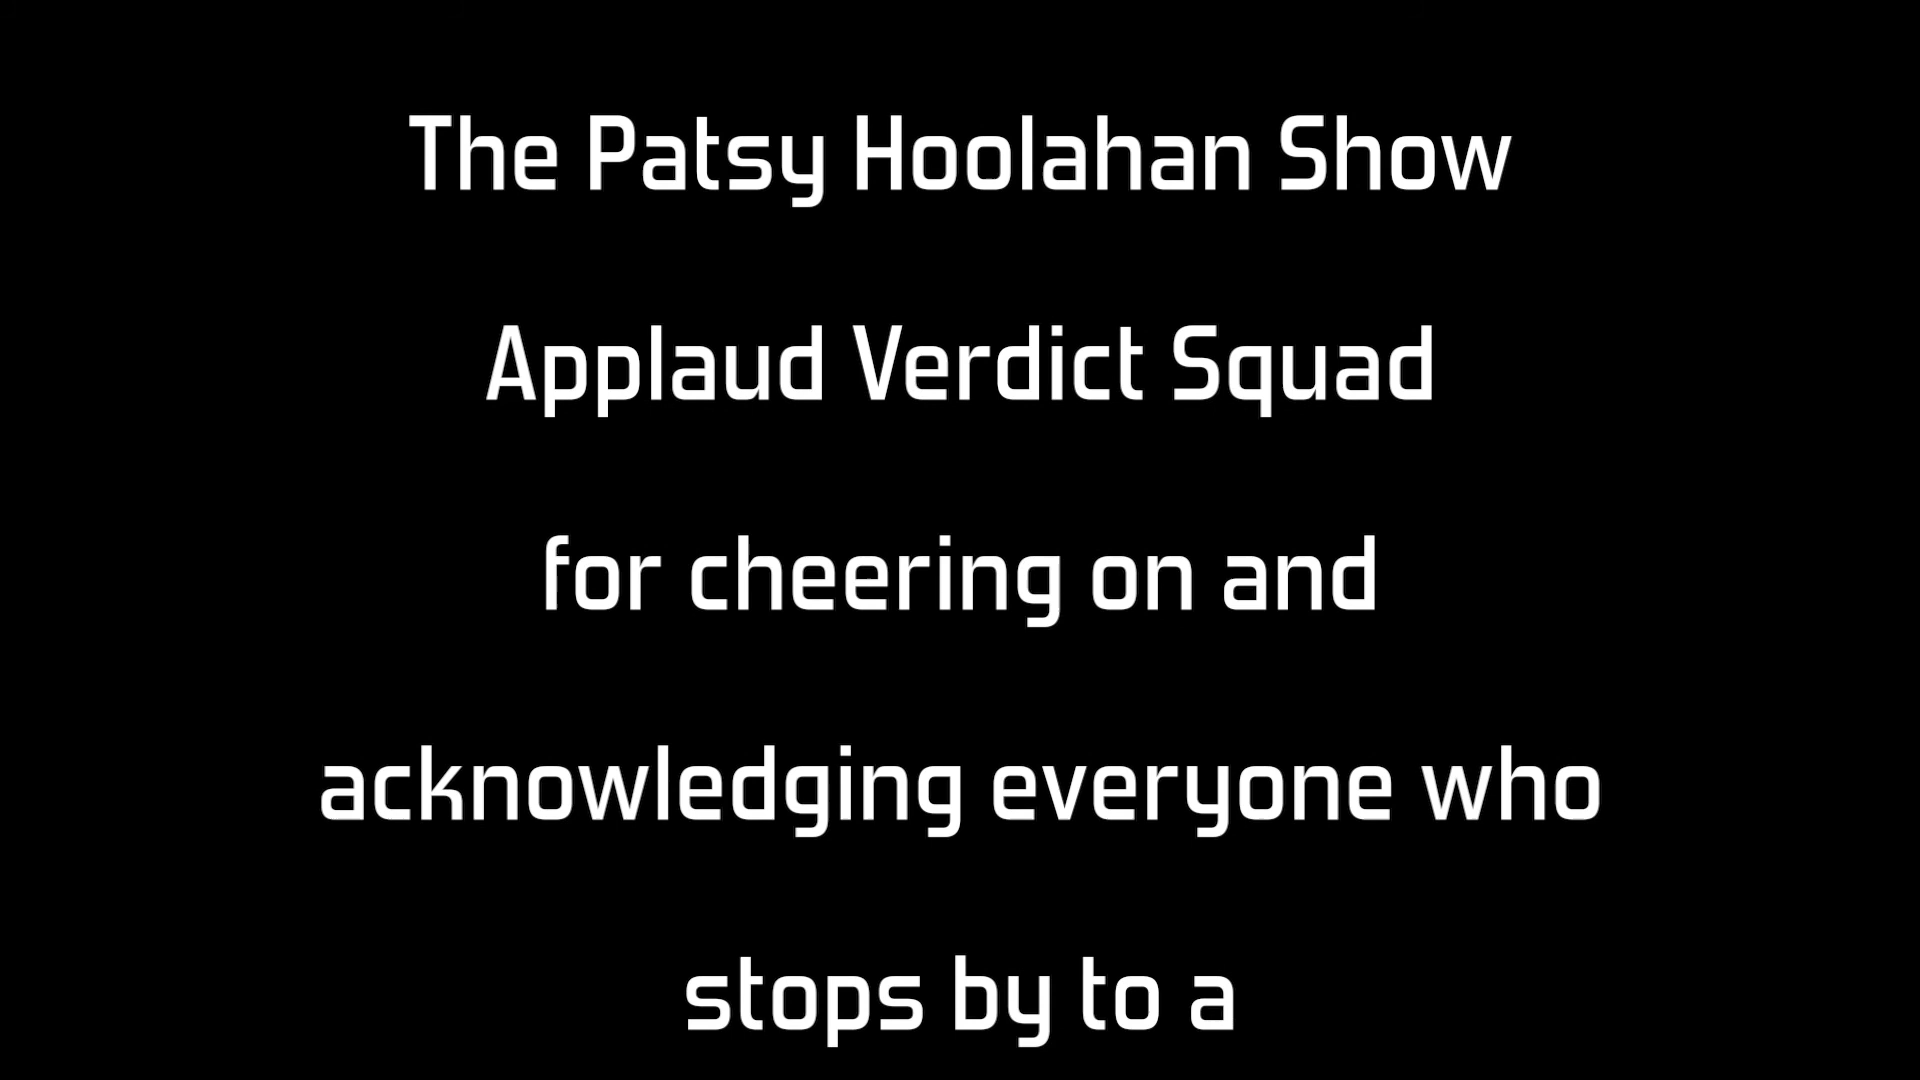 The Patsy Hoolahan Show
Applaud Verdict Squad
for cheering on and
acknowledging everyone who
stops by to a